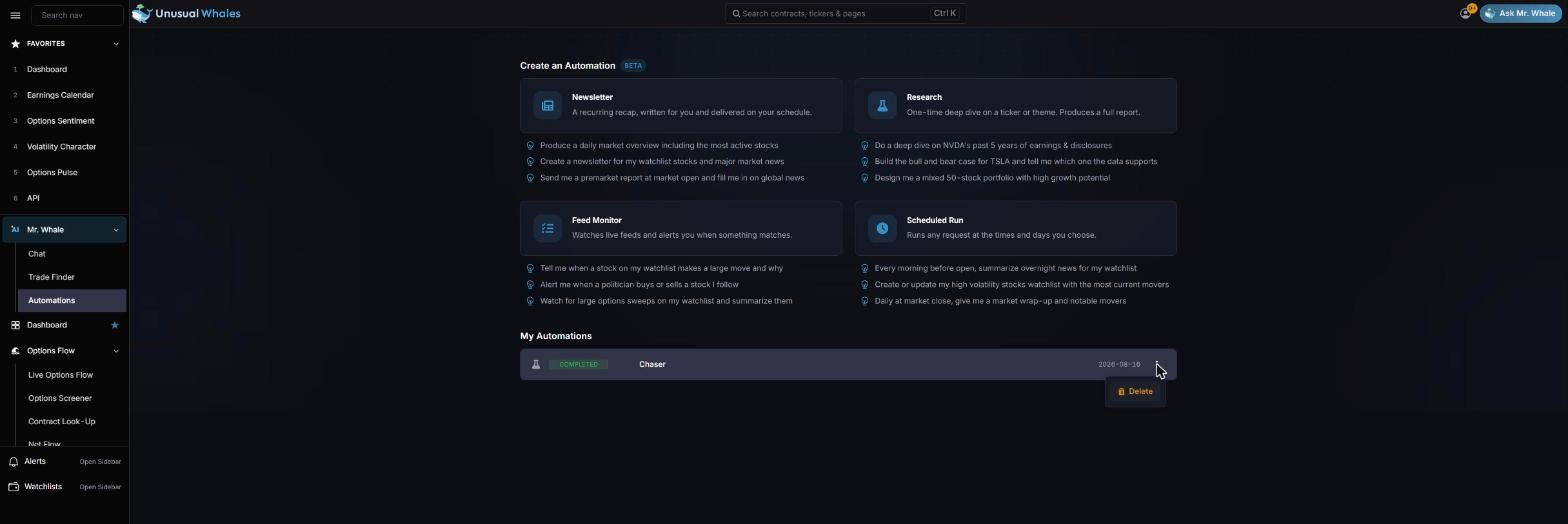 Search nav
Unusual Whales
Search contracts, tickers & pages
Ctrl K
9+
Ask Mr. Whale
FAVORITES
1 Dashboard
2 Earnings Calendar
3 Options Sentiment
4 Volatility Character
5 Options Pulse
6 API
AI Mr. Whale
Chat
Trade Finder
Automations
Dashboard
Options Flow
Live Options Flow
Options Screener
Contract Look-Up
Net Flow
Alerts Open Sidebar
Watchlists Open Sidebar
Create an Automation BETA
Newsletter
A recurring recap, written for you and delivered on your schedule.
Produce a daily market overview including the most active stocks
Create a newsletter for my watchlist stocks and major market news
Send me a premarket report at market open and fill me in on global news
Research
One-time deep dive on a ticker or theme. Produces a full report.
Do a deep dive on NVDA's past 5 years of earnings & disclosures
Build the bull and bear case for TSLA and tell me which one the data supports
Design me a mixed 50-stock portfolio with high growth potential
Feed Monitor
Watches live feeds and alerts you when something matches.
Tell me when a stock on my watchlist makes a large move and why
Alert me when a politician buys or sells a stock I follow
Watch for large options sweeps on my watchlist and summarize them
Scheduled Run
Runs any request at the times and days you choose.
Every morning before open, summarize overnight news for my watchlist
Create or update my high volatility stocks watchlist with the most current movers
Daily at market close, give me a market wrap-up and notable movers
My Automations
COMPLETED Chaser 2026-08-16
Delete